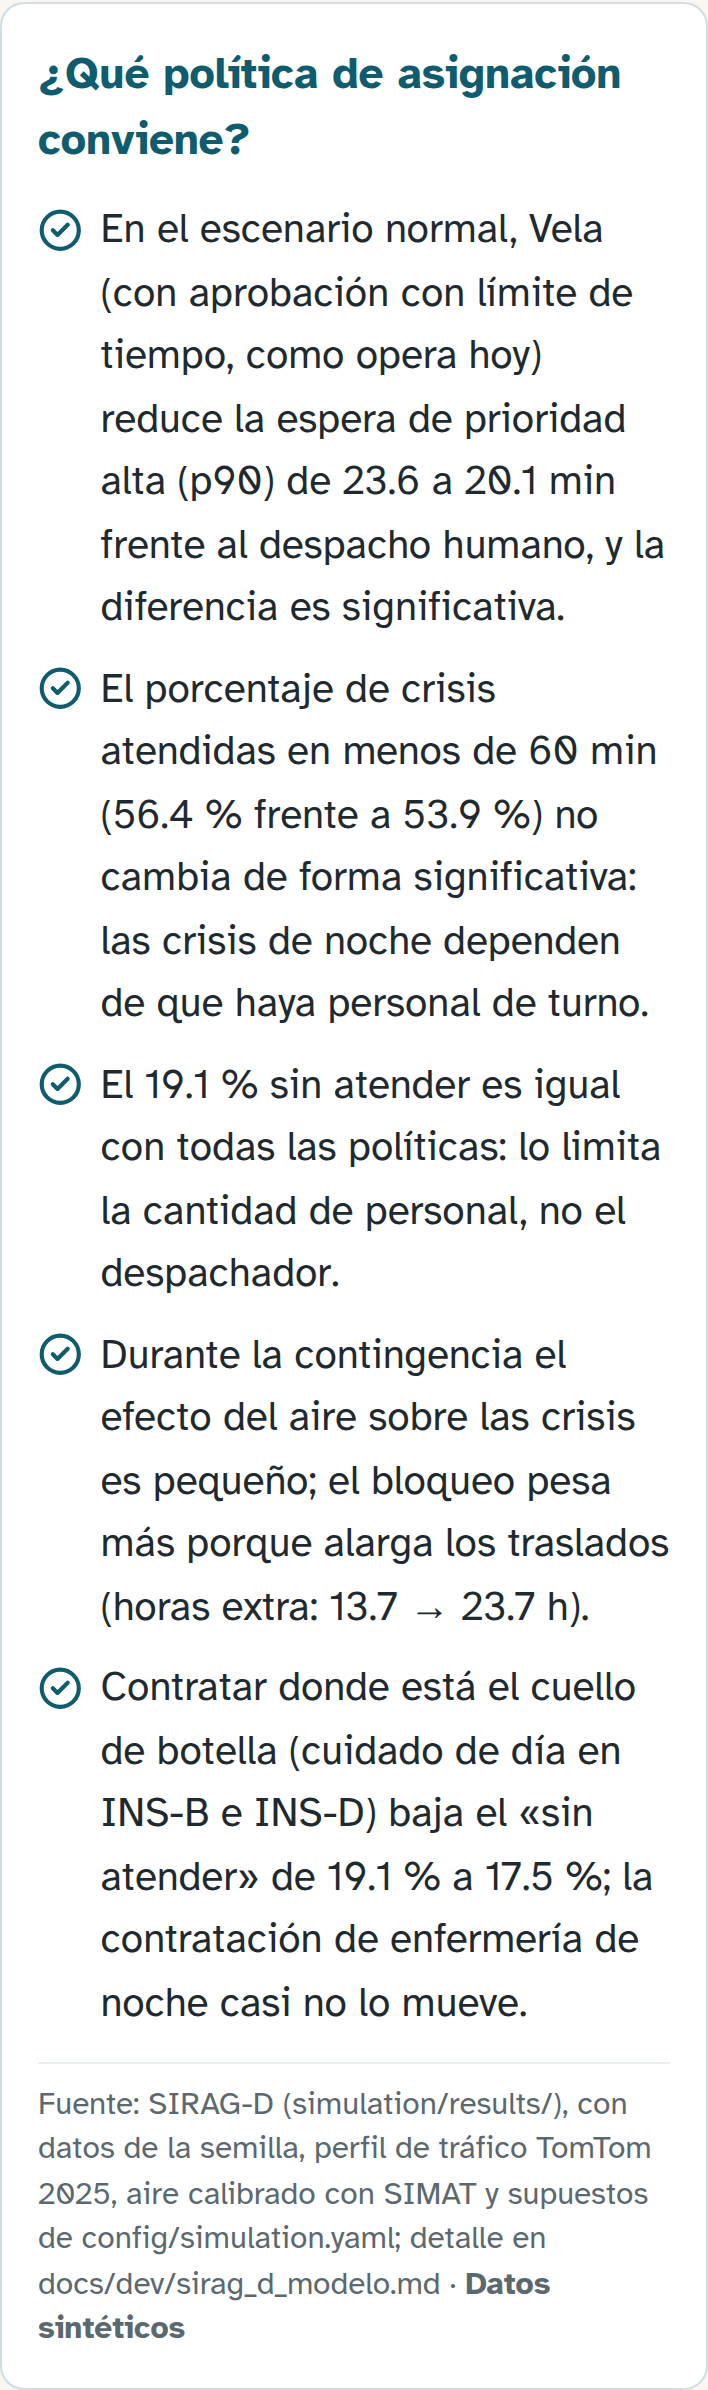 ¿Qué política de asignación
conviene?
En el escenario normal, Vela
(con aprobación con límite de
tiempo, como opera hoy)
reduce la espera de prioridad
alta (p90) de 23.6 a 20.1 min
frente al despacho humano, y la
diferencia es significativa.
El porcentaje de crisis
atendidas en menos de 60 min
(56.4 % frente a 53.9 %) no
cambia de forma significativa:
las crisis de noche dependen
de que haya personal de turno.
El 19.1 % sin atender es igual
con todas las políticas: lo limita
la cantidad de personal, no el
despachador.
Durante la contingencia el
efecto del aire sobre las crisis
es pequeño; el bloqueo pesa
más porque alarga los traslados
(horas extra: 13.7 → 23.7 h).
Contratar donde está el cuello
de botella (cuidado de día en
INS-B e INS-D) baja el «sin
atender» de 19.1 % a 17.5 %; la
contratación de enfermería de
noche casi no lo mueve.
Fuente: SIRAG-D (simulation/results/), con
datos de la semilla, perfil de tráfico TomTom
2025, aire calibrado con SIMAT y supuestos
de config/simulation.yaml; detalle en
docs/dev/sirag_d_modelo.md · Datos
sintéticos